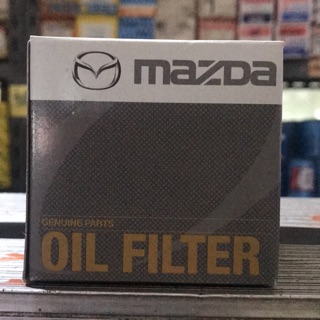 mazda
GENUINE PARTS
OIL FILTER